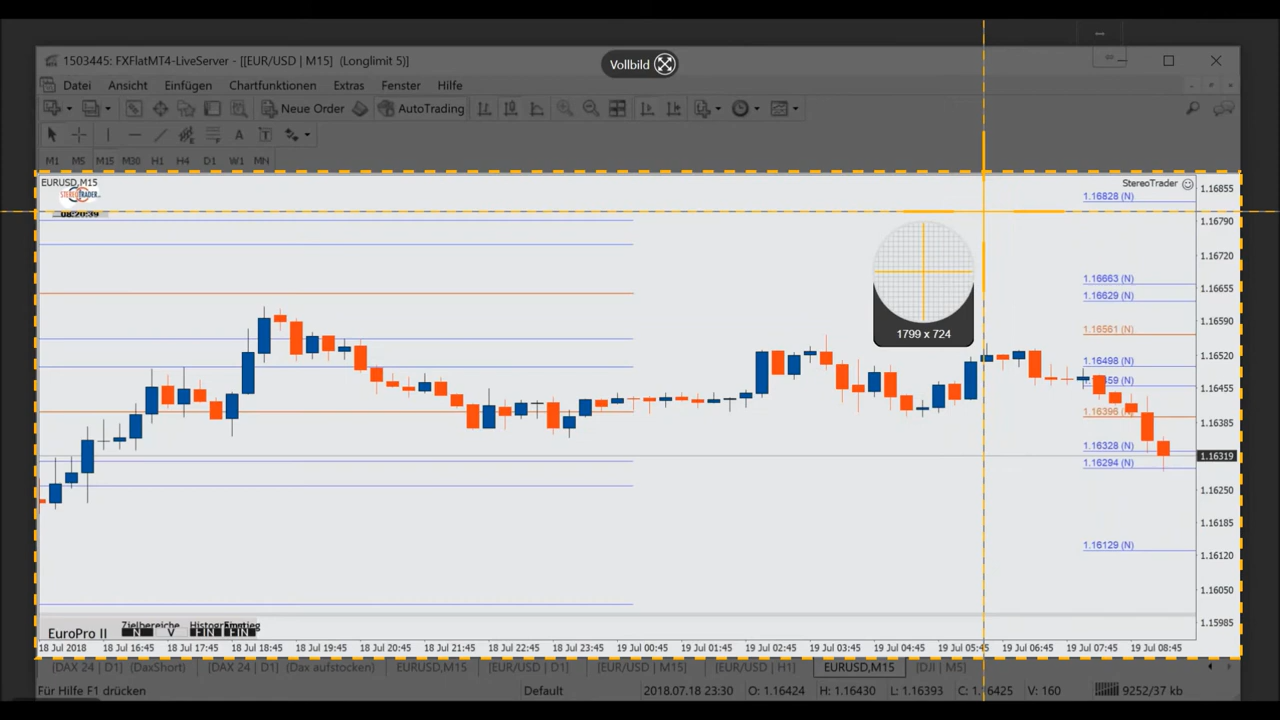 1503445: FXFlatMT4-LiveServer - [[EUR/USD | M15] (Longlimit 5)]
Vollbild
Datei Ansicht Einfügen Chartfunktionen Extras Fenster Hilfe
Neue Order AutoTrading
A T
M1 M5 M15 M30 H1 H4 D1 W1 MN
EURUSD,M15
STEREOTRADER
08:20:39
StereoTrader
1.16828 (N)
1.16663 (N)
1.16629 (N)
1.16561 (N)
1.16498 (N)
1.16396 (N)
1.16328 (N)
1.16294 (N)
1.16129 (N)
1.16855
1.16790
1.16720
1.16655
1.16590
1.16520
1.16455
1.16385
1.16319
1.16250
1.16185
1.16120
1.16050
1.15985
1799 x 724
EuroPro II
Zielbereiche
N V FIN FIN
18 Jul 2018 18 Jul 16:45 18 Jul 17:45 18 Jul 18:45 18 Jul 19:45 18 Jul 20:45 18 Jul 21:45 18 Jul 22:45 18 Jul 23:45 19 Jul 00:45 19 Jul 01:45 19 Jul 02:45 19 Jul 03:45 19 Jul 04:45 19 Jul 05:45 19 Jul 06:45 19 Jul 07:45 19 Jul 08:45
(DAX 24 | D1) (DaxShort) (DAX 24 | D1) (Dax aufstocken) EURUSD,M15 [EUR/USD | D1) [EUR/USD | M15) (EUR/USD | H1) EURUSD,M15 (DJI | M5]
Für Hilfe F1 drücken Default 2018.07.18 23:30 O: 1.16424 H: 1.16430 L: 1.16393 C: 1.16425 V: 160 9252/37 kb